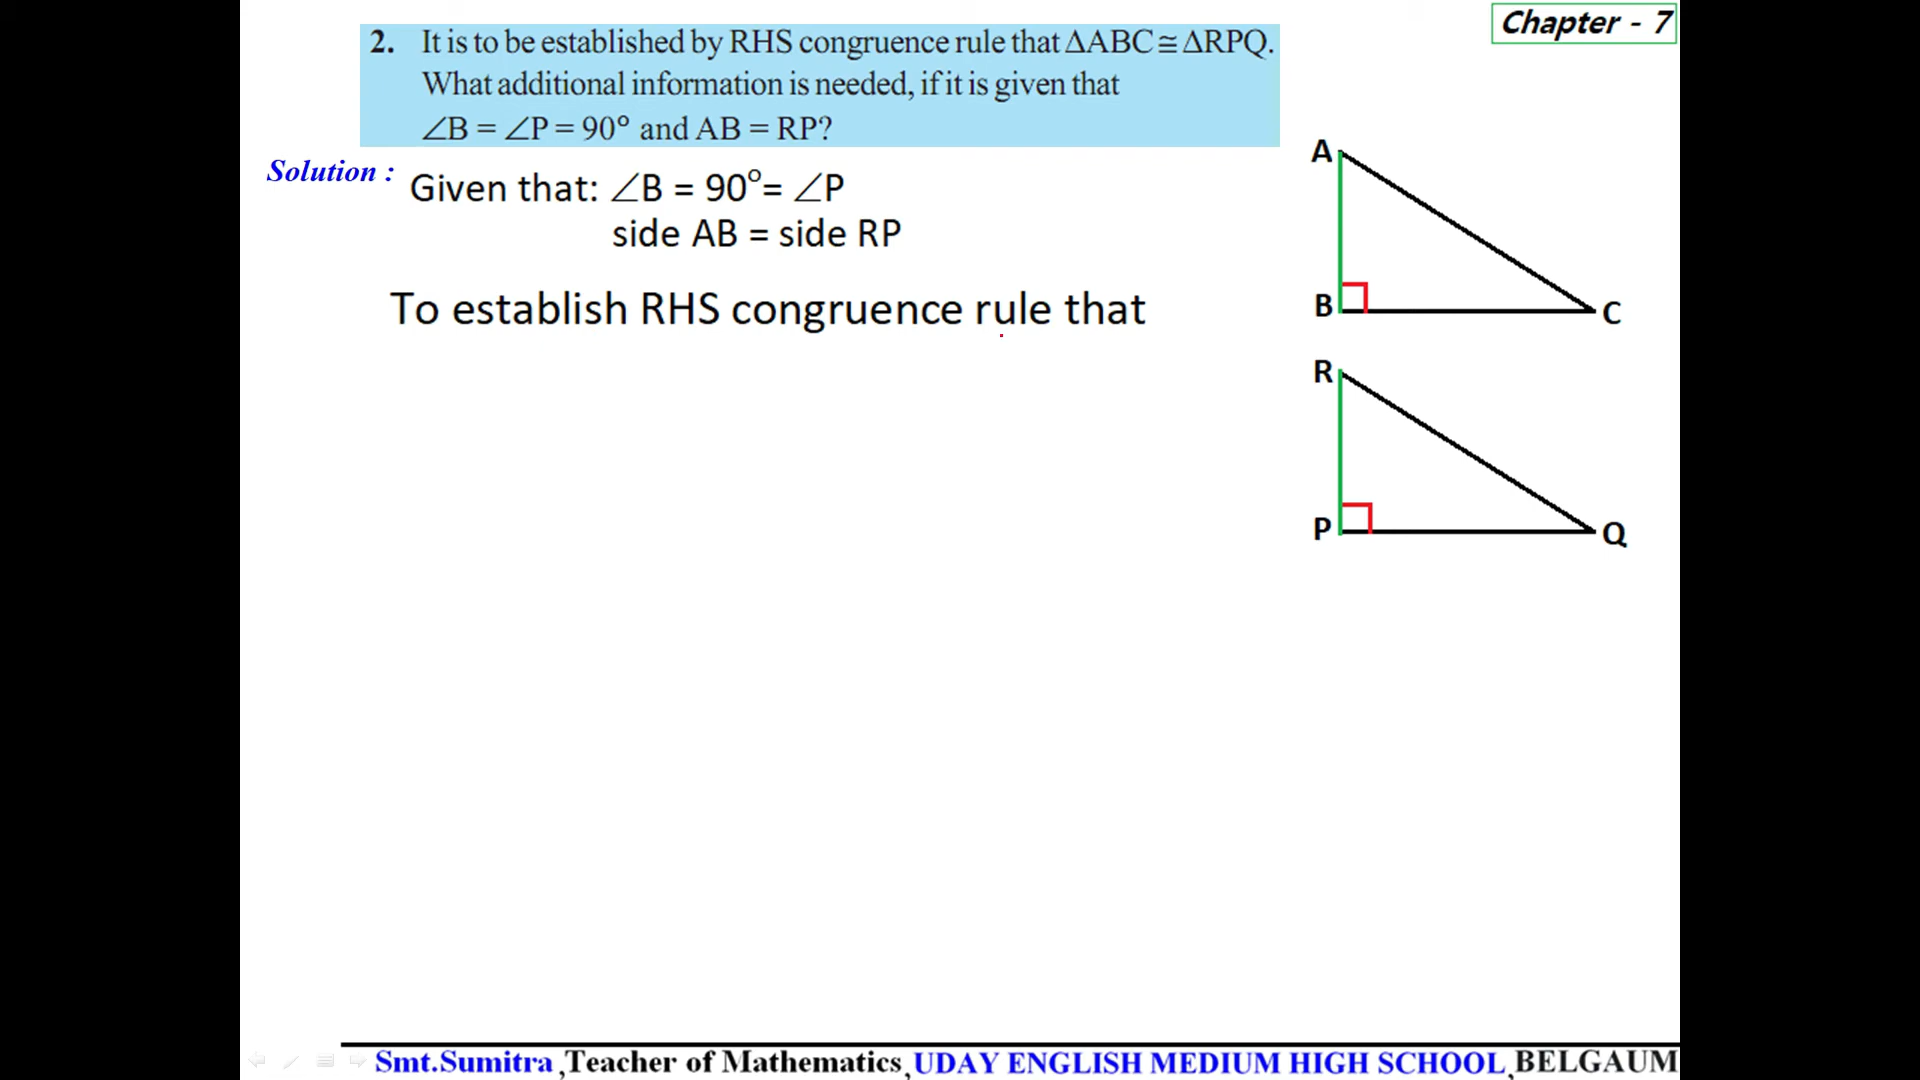 Chapter - 7
2. It is to be established by RHS congruence rule that ΔABC ≅ ΔRPQ.
What additional information is needed, if it is given that
∠B = ∠P = 90° and AB = RP?
Solution :
Given that: ∠B = 90°= ∠P
side AB = side RP
To establish RHS congruence rule that
A
B
C
R
P
Q
Smt.Sumitra ,Teacher of Mathematics, UDAY ENGLISH MEDIUM HIGH SCHOOL, BELGAUM